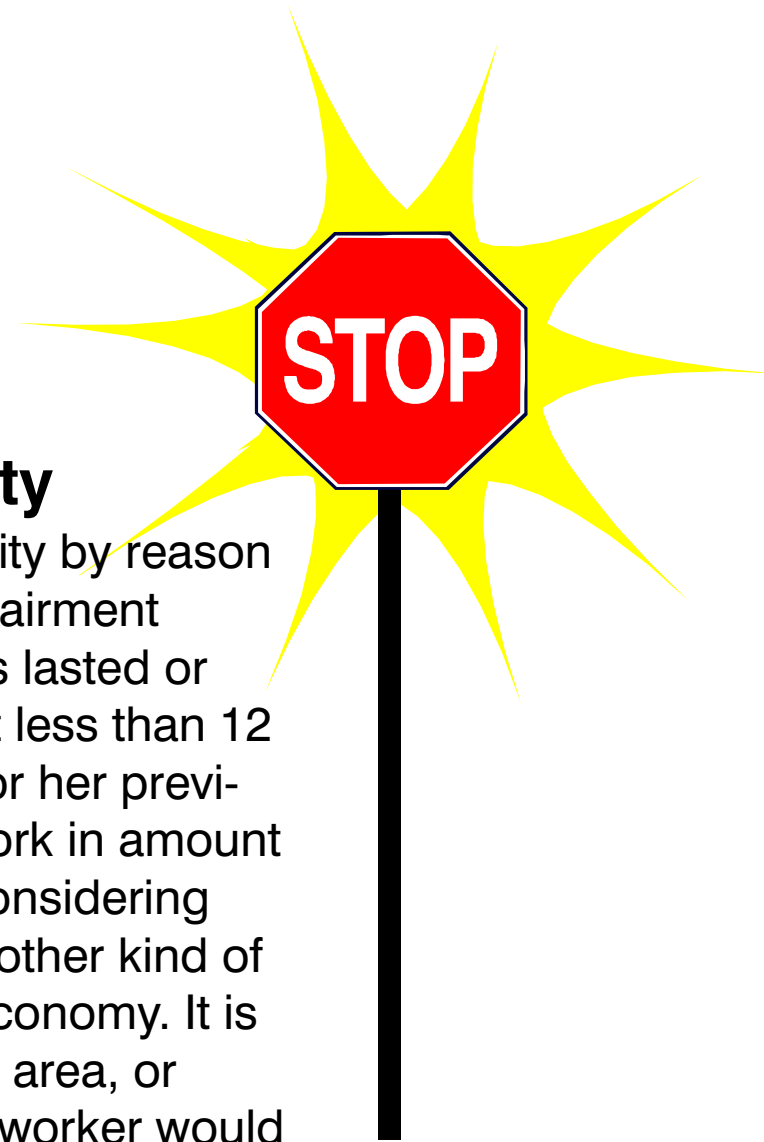 STOP
ty
ity by reason
airment
s lasted or
t less than 12
or her previ-
ork in amount
onsidering
other kind of
conomy. It is
area, or
worker would